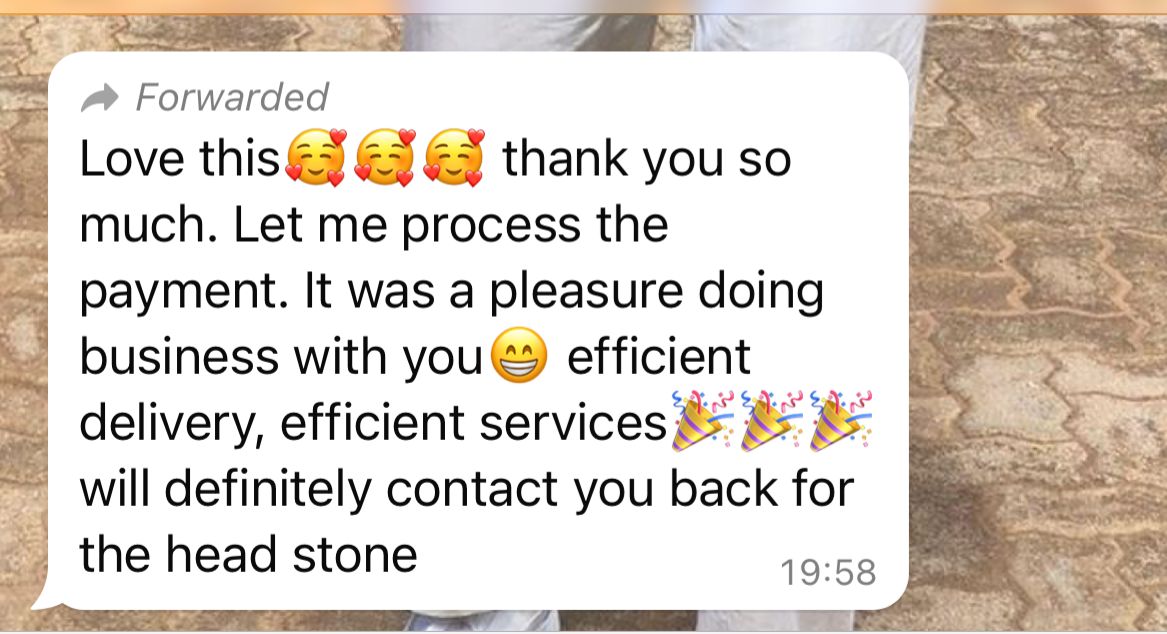 Forwarded
Love this🥰🥰🥰 thank you so
much. Let me process the
payment. It was a pleasure doing
business with you😁 efficient
delivery, efficient services🎉🎉🎉
will definitely contact you back for
the head stone
19:58